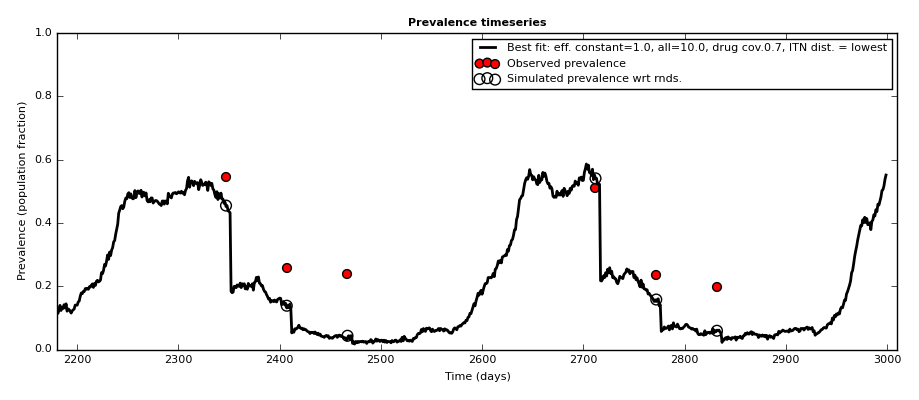 Prevalence timeseries
1.0
0.8
0.6
0.4
0.2
0.0
Prevalence (population fraction)
Best fit: eff. constant=1.0, all=10.0, drug cov.0.7, ITN dist. = lowest
Observed prevalence
Simulated prevalence wrt rnds.
2200 2300 2400 2500 2600 2700 2800 2900 3000
Time (days)